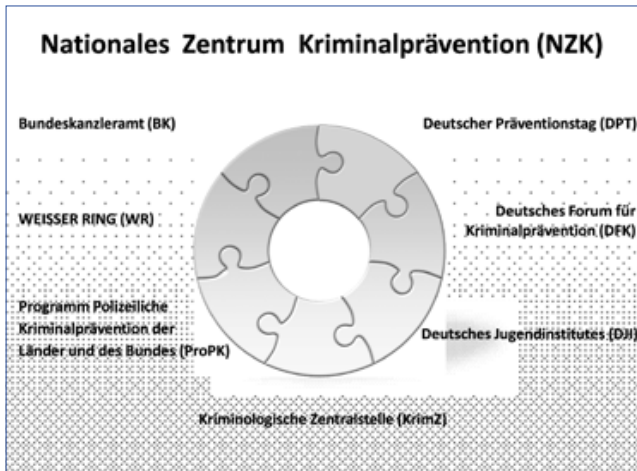 Nationales Zentrum Kriminalprävention (NZK)
Bundeskanzleramt (BK)
Deutscher Präventionstag (DPT)
WEISSER RING (WR)
Deutsches Forum für
Kriminalprävention (DFK)
Programm Polizeiliche
Kriminalprävention der
Länder und des Bundes (ProPK)
Deutsches Jugendinstitutes (DJI)
Kriminologische Zentralstelle (KrimZ)